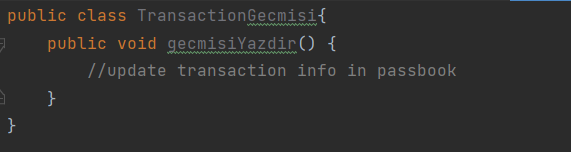 public class TransactionGecmisi{
    public void gecmisiYazdir() {
        //update transaction info in passbook
    }
}